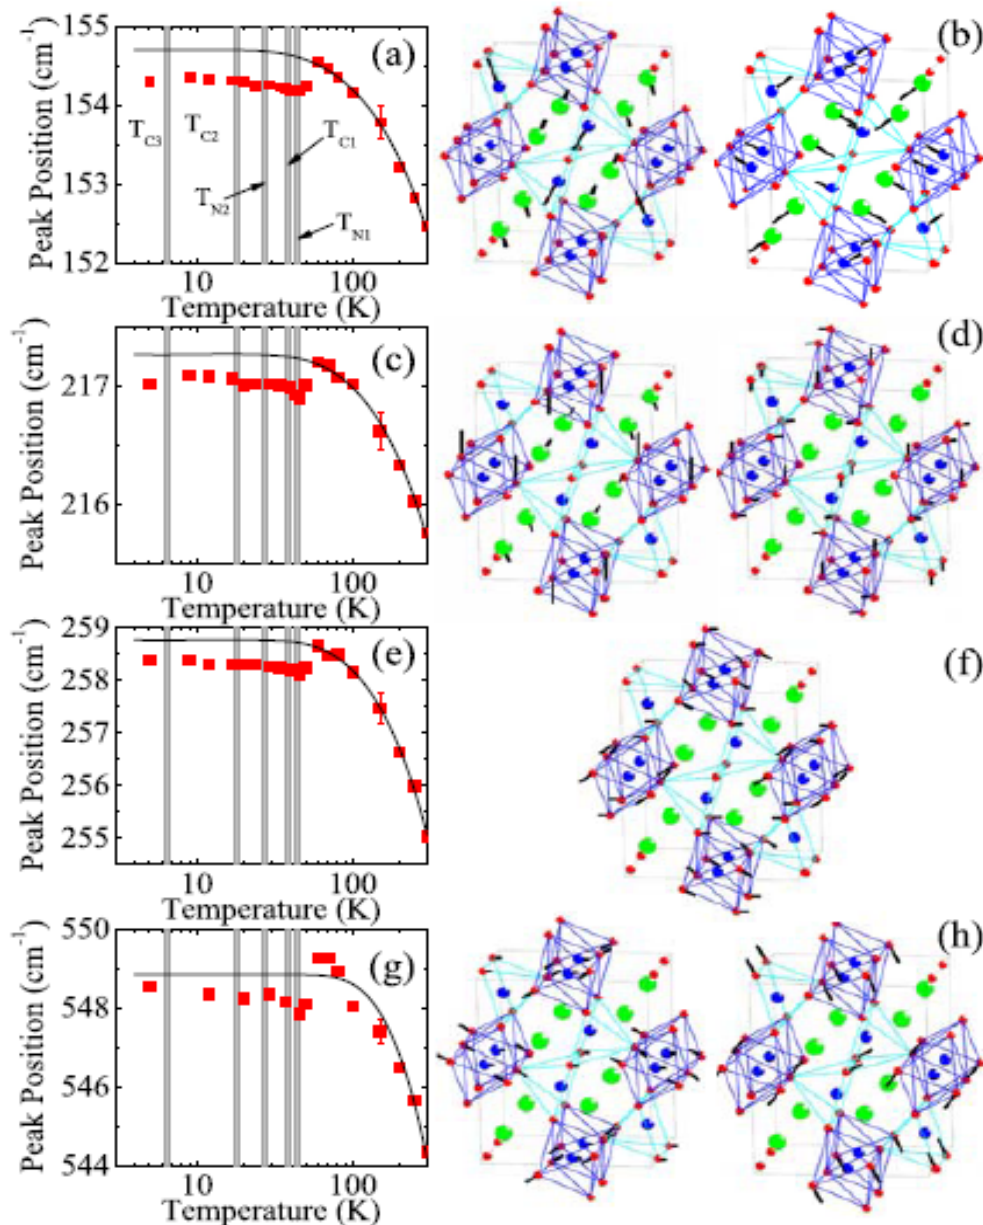 155
154
153
152
Peak Position (cm⁻¹)
(a)
T_C3
T_C2
T_C1
T_N2
T_N1
10
100
Temperature (K)
(b)
217
216
Peak Position (cm⁻¹)
(c)
10
100
Temperature (K)
(d)
259
258
257
256
255
Peak Position (cm⁻¹)
(e)
10
100
Temperature (K)
(f)
550
548
546
544
Peak Position (cm⁻¹)
(g)
10
100
Temperature (K)
(h)